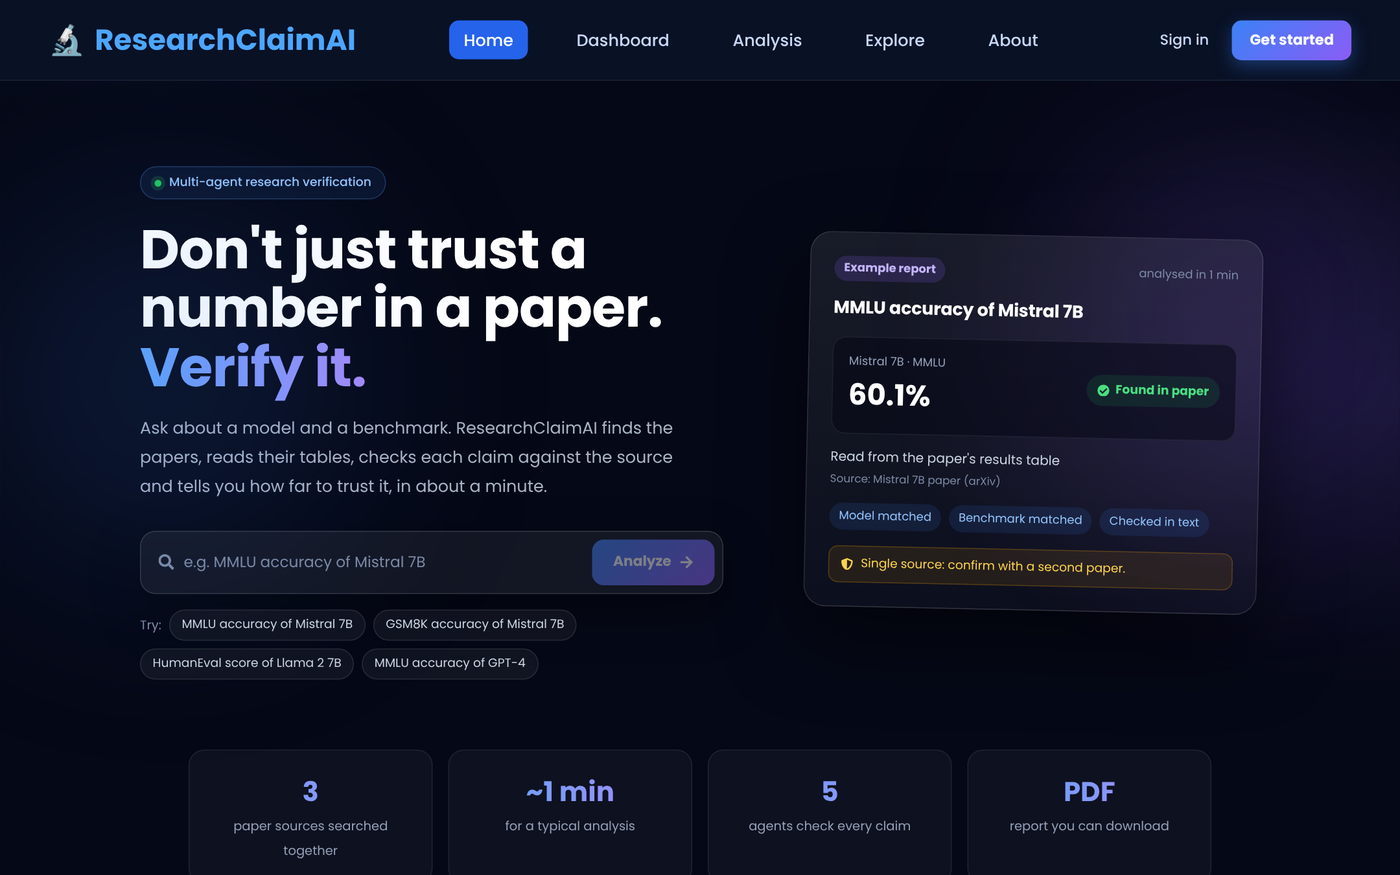 ResearchClaimAI
Home
Dashboard
Analysis
Explore
About
Sign in
Get started
Multi-agent research verification
Don't just trust a
number in a paper.
Verify it.
Ask about a model and a benchmark. ResearchClaimAI finds the
papers, reads their tables, checks each claim against the source
and tells you how far to trust it, in about a minute.
e.g. MMLU accuracy of Mistral 7B
Analyze
Try:
MMLU accuracy of Mistral 7B
GSM8K accuracy of Mistral 7B
HumanEval score of Llama 2 7B
MMLU accuracy of GPT-4
Example report
analysed in 1 min
MMLU accuracy of Mistral 7B
Mistral 7B · MMLU
60.1%
Found in paper
Read from the paper's results table
Source: Mistral 7B paper (arXiv)
Model matched
Benchmark matched
Checked in text
Single source: confirm with a second paper.
3
paper sources searched
together
~1 min
for a typical analysis
5
agents check every claim
PDF
report you can download